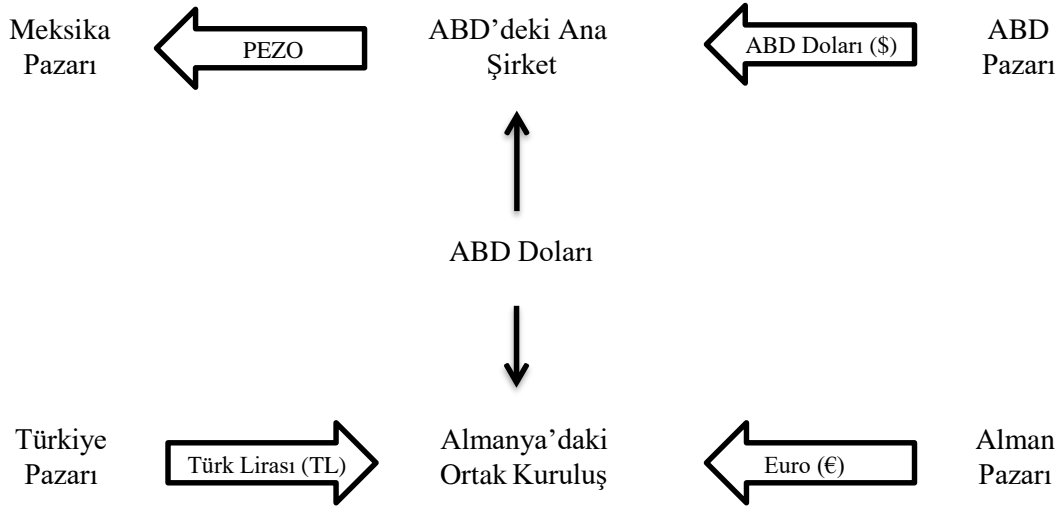 Meksika
Pazarı
PEZO
ABD’deki Ana
Şirket
ABD Doları ($)
ABD
Pazarı
ABD Doları
Türkiye
Pazarı
Türk Lirası (TL)
Almanya’daki
Ortak Kuruluş
Euro (€)
Alman
Pazarı